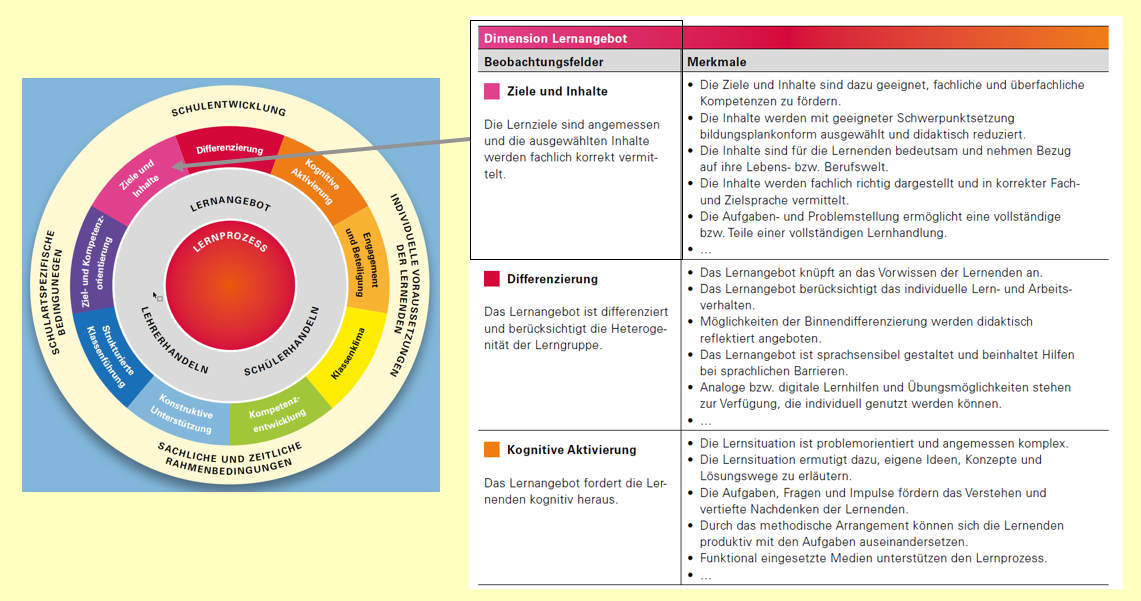 SCHULENTWICKLUNG
INDIVIDUELLE VORAUSSETZUNGEN
DER LERNENDEN
SACHLICHE UND ZEITLICHE
RAHMENBEDINGUNGEN
SCHULARTSPEZIFISCHE
BEDINGUNEGEN
Differenzierung
Kognitive
Aktivierung
Engagement
und Beteiligung
Klassenklima
Kompetenz-
entwicklung
Konstruktive
Unterstützung
Strukturierte
Klassenführung
Ziel- und Kompetenz-
orientierung
Ziele und
Inhalte
LERNANGEBOT
SCHÜLERHANDELN
LEHRERHANDELN
LERNPROZESS
Dimension Lernangebot
Beobachtungsfelder
Merkmale
Ziele und Inhalte
Die Lernziele sind angemessen
und die ausgewählten Inhalte
werden fachlich korrekt vermit-
telt.
• Die Ziele und Inhalte sind dazu geeignet, fachliche und überfachliche
Kompetenzen zu fördern.
• Die Inhalte werden mit geeigneter Schwerpunktsetzung
bildungsplankonform ausgewählt und didaktisch reduziert.
• Die Inhalte sind für die Lernenden bedeutsam und nehmen Bezug
auf ihre Lebens- bzw. Berufswelt.
• Die Inhalte werden fachlich richtig dargestellt und in korrekter Fach-
und Zielsprache vermittelt.
• Die Aufgaben- und Problemstellung ermöglicht eine vollständige
bzw. Teile einer vollständigen Lernhandlung.
• …
Differenzierung
Das Lernangebot ist differenziert
und berücksichtigt die Heteroge-
nität der Lerngruppe.
• Das Lernangebot knüpft an das Vorwissen der Lernenden an.
• Das Lernangebot berücksichtigt das individuelle Lern- und Arbeits-
verhalten.
• Möglichkeiten der Binnendifferenzierung werden didaktisch
reflektiert angeboten.
• Das Lernangebot ist sprachsensibel gestaltet und beinhaltet Hilfen
bei sprachlichen Barrieren.
• Analoge bzw. digitale Lernhilfen und Übungsmöglichkeiten stehen
zur Verfügung, die individuell genutzt werden können.
• …
Kognitive Aktivierung
Das Lernangebot fordert die Ler-
nenden kognitiv heraus.
• Die Lernsituation ist problemorientiert und angemessen komplex.
• Die Lernsituation ermutigt dazu, eigene Ideen, Konzepte und
Lösungswege zu erläutern.
• Die Aufgaben, Fragen und Impulse fördern das Verstehen und
vertiefte Nachdenken der Lernenden.
• Durch das methodische Arrangement können sich die Lernenden
produktiv mit den Aufgaben auseinandersetzen.
• Funktional eingesetzte Medien unterstützen den Lernprozess.
• …